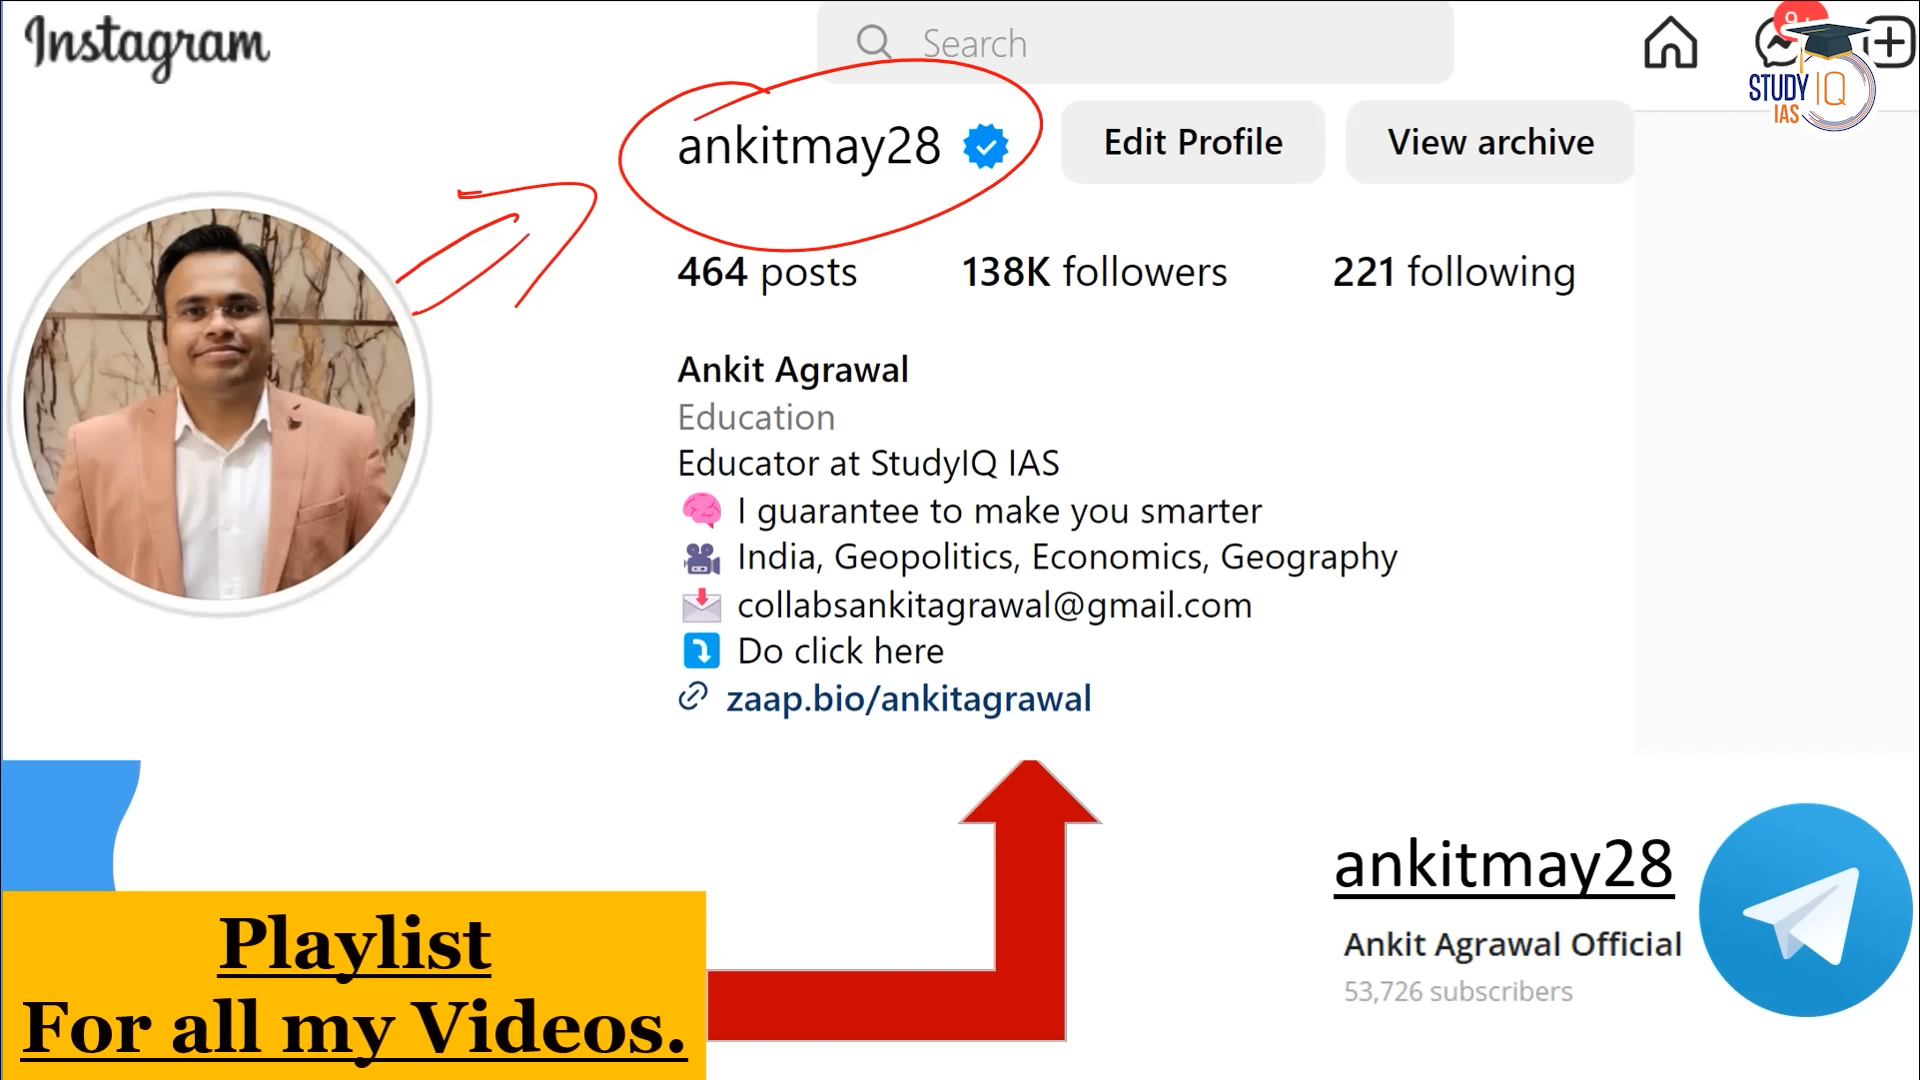 Instagram
Search
9+
STUDY IQ
IAS
ankitmay28
Edit Profile
View archive
464 posts
138K followers
221 following
Ankit Agrawal
Education
Educator at StudyIQ IAS
I guarantee to make you smarter
India, Geopolitics, Economics, Geography
collabsankitagrawal@gmail.com
Do click here
zaap.bio/ankitagrawal
ankitmay28
Ankit Agrawal Official
53,726 subscribers
Playlist
For all my Videos.